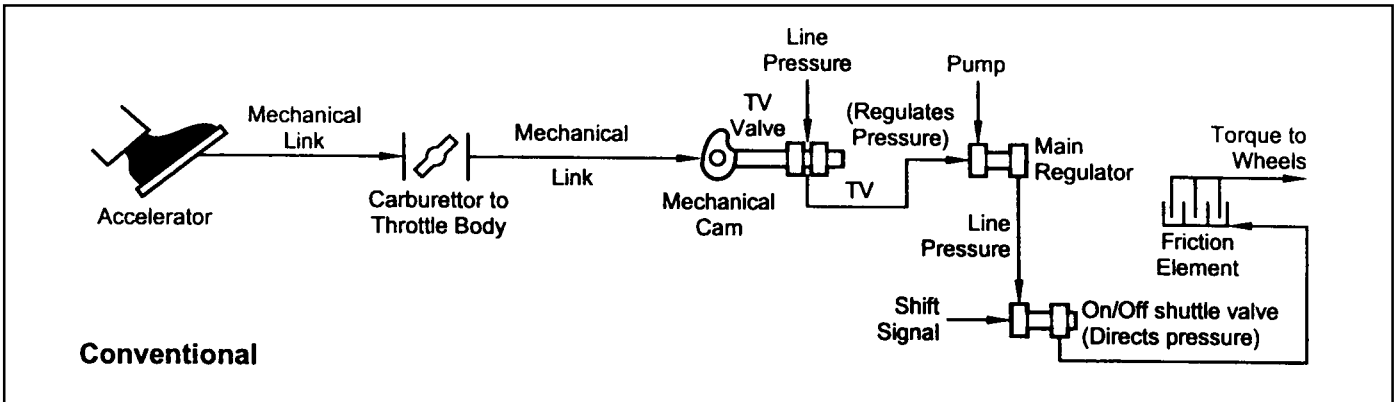 Accelerator
Mechanical
Link
Carburettor to
Throttle Body
Mechanical
Link
Mechanical
Cam
TV
Valve
Line
Pressure
TV
(Regulates
Pressure)
Pump
Main
Regulator
Line
Pressure
Shift
Signal
On/Off shuttle valve
(Directs pressure)
Friction
Element
Torque to
Wheels
Conventional